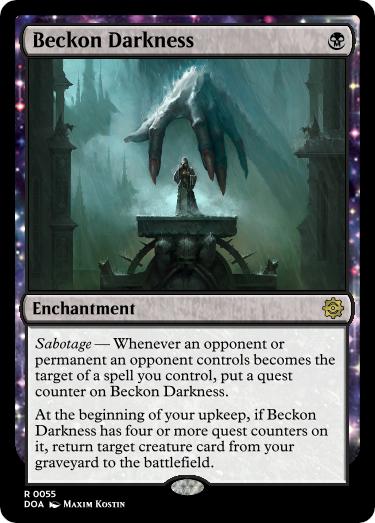 Beckon Darkness
Enchantment
Sabotage — Whenever an opponent or
permanent an opponent controls becomes the
target of a spell you control, put a quest
counter on Beckon Darkness.
At the beginning of your upkeep, if Beckon
Darkness has four or more quest counters on
it, return target creature card from your
graveyard to the battlefield.
R 0055
DOA Maxim Kostin